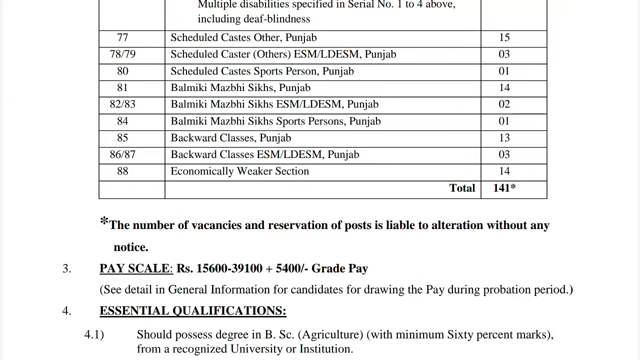 Multiple disabilities specified in Serial No. 1 to 4 above,
including deaf-blindness
77 Scheduled Castes Other, Punjab 15
78/79 Scheduled Caster (Others) ESM/LDESM, Punjab 03
80 Scheduled Castes Sports Person, Punjab 01
81 Balmiki Mazbhi Sikhs, Punjab 14
82/83 Balmiki Mazbhi Sikhs ESM/LDESM, Punjab 02
84 Balmiki Mazbhi Sikhs Sports Persons, Punjab 01
85 Backward Classes, Punjab 13
86/87 Backward Classes ESM/LDESM, Punjab 03
88 Economically Weaker Section 14
Total 141*
*The number of vacancies and reservation of posts is liable to alteration without any
notice.
3. PAY SCALE: Rs. 15600-39100 + 5400/- Grade Pay
(See detail in General Information for candidates for drawing the Pay during probation period.)
4. ESSENTIAL QUALIFICATIONS:
4.1) Should possess degree in B. Sc. (Agriculture) (with minimum Sixty percent marks),
from a recognized University or Institution.